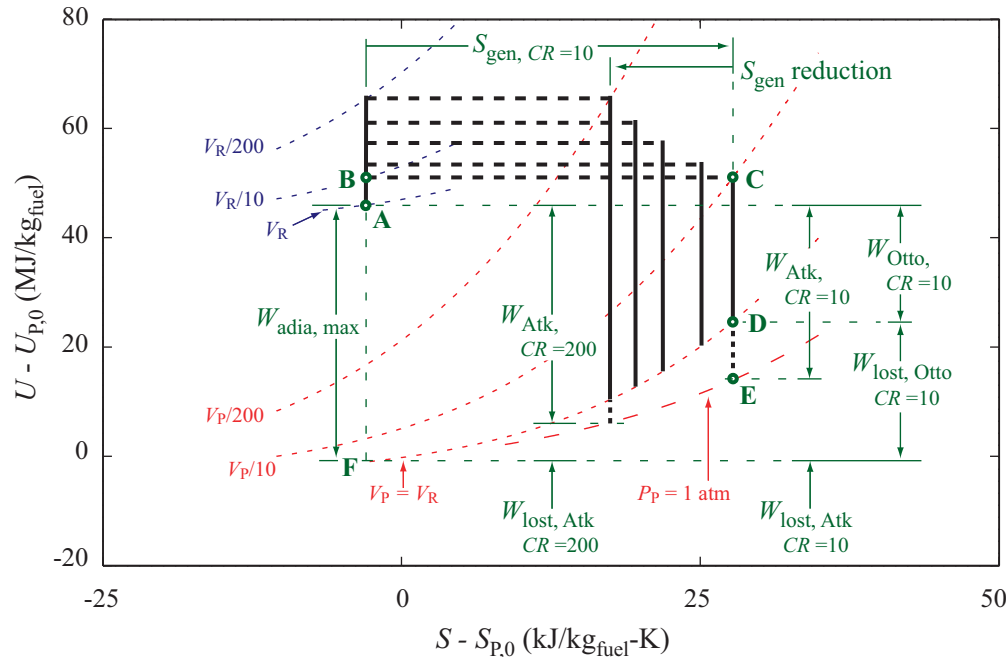 80
60
40
20
0
-20
U - U_P,0 (MJ/kg_fuel)
-25
0
25
50
S - S_P,0 (kJ/kg_fuel-K)
S_gen, CR =10
S_gen reduction
V_R/200
V_R/10
V_R
B
A
C
D
E
F
W_adia, max
W_Atk, CR =200
W_Atk, CR =10
W_Otto, CR =10
W_lost, Otto CR =10
V_P/200
V_P/10
V_P = V_R
P_P = 1 atm
W_lost, Atk CR =200
W_lost, Atk CR =10